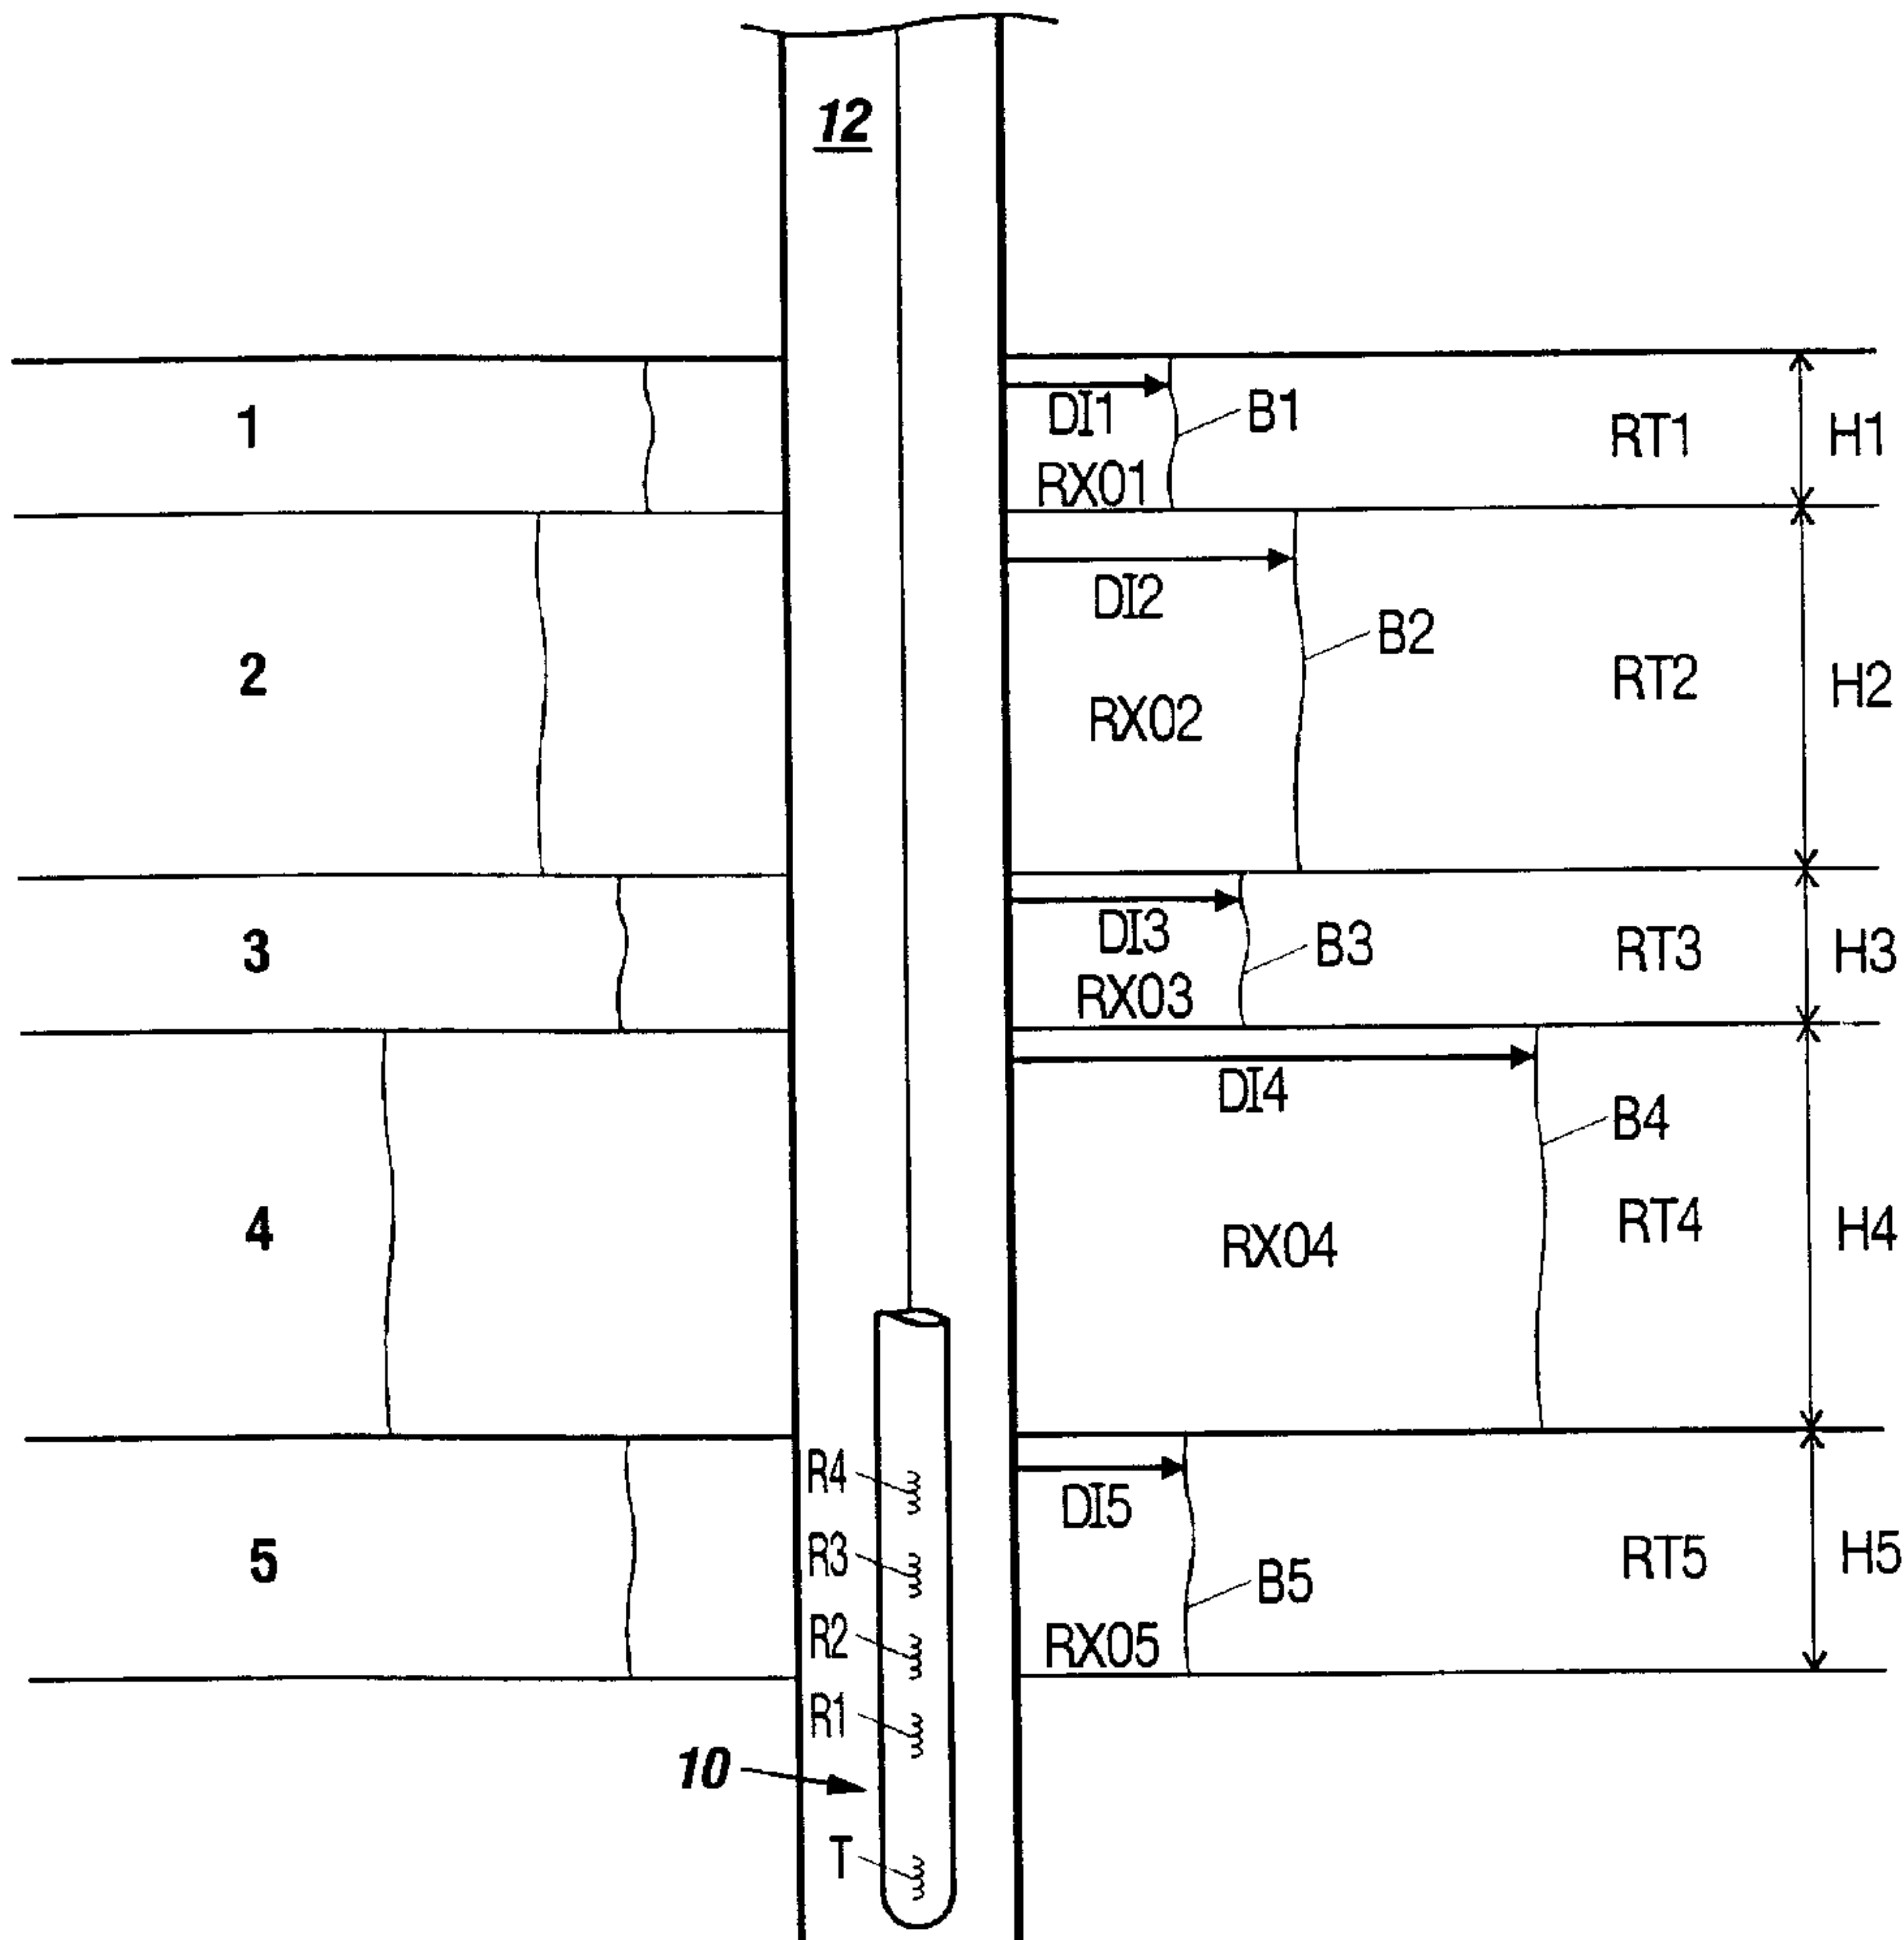 12
1
DI1
B1
RT1
H1
RX01
2
DI2
B2
RT2
H2
RX02
3
DI3
B3
RT3
H3
RX03
4
DI4
B4
RT4
H4
RX04
R4
5
DI5
R3
B5
RT5
H5
R2
RX05
R1
10
T